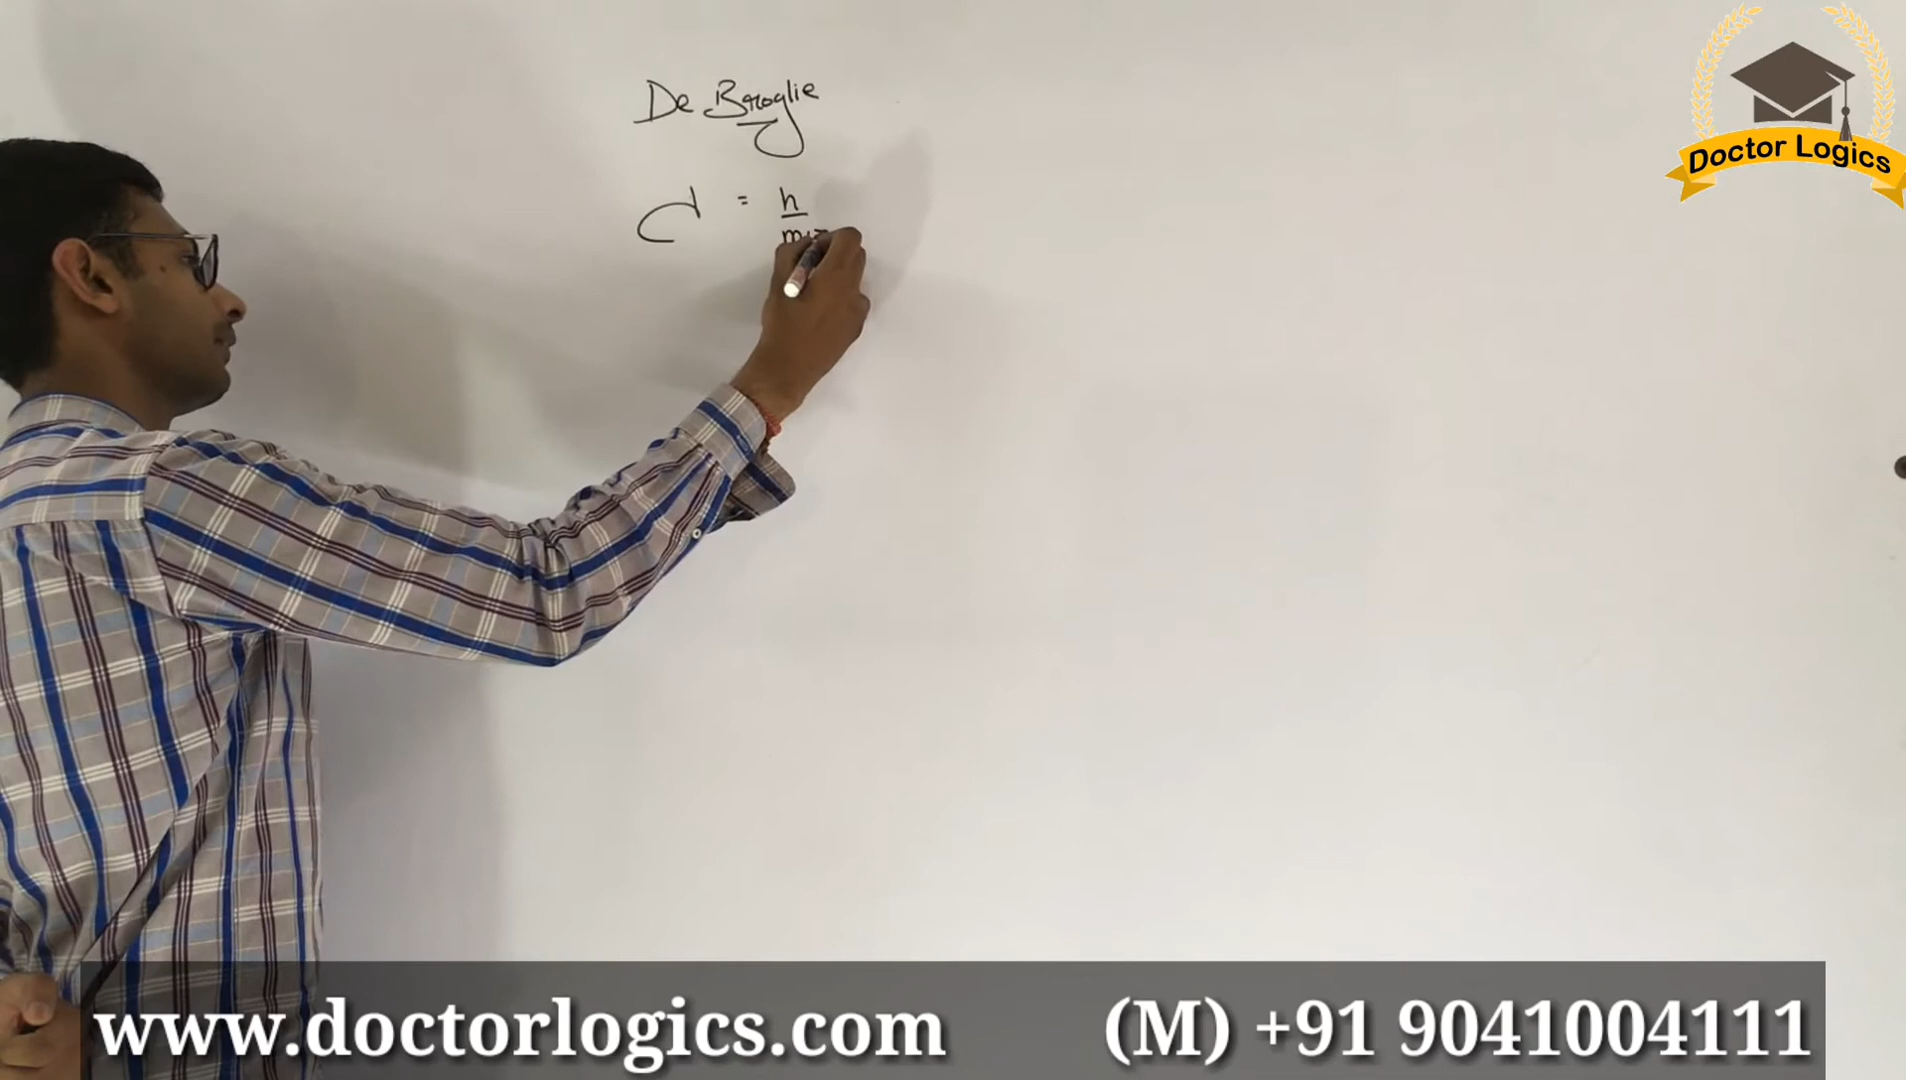 De Broglie
= h
m
Doctor Logics
www.doctorlogics.com (M) +91 9041004111